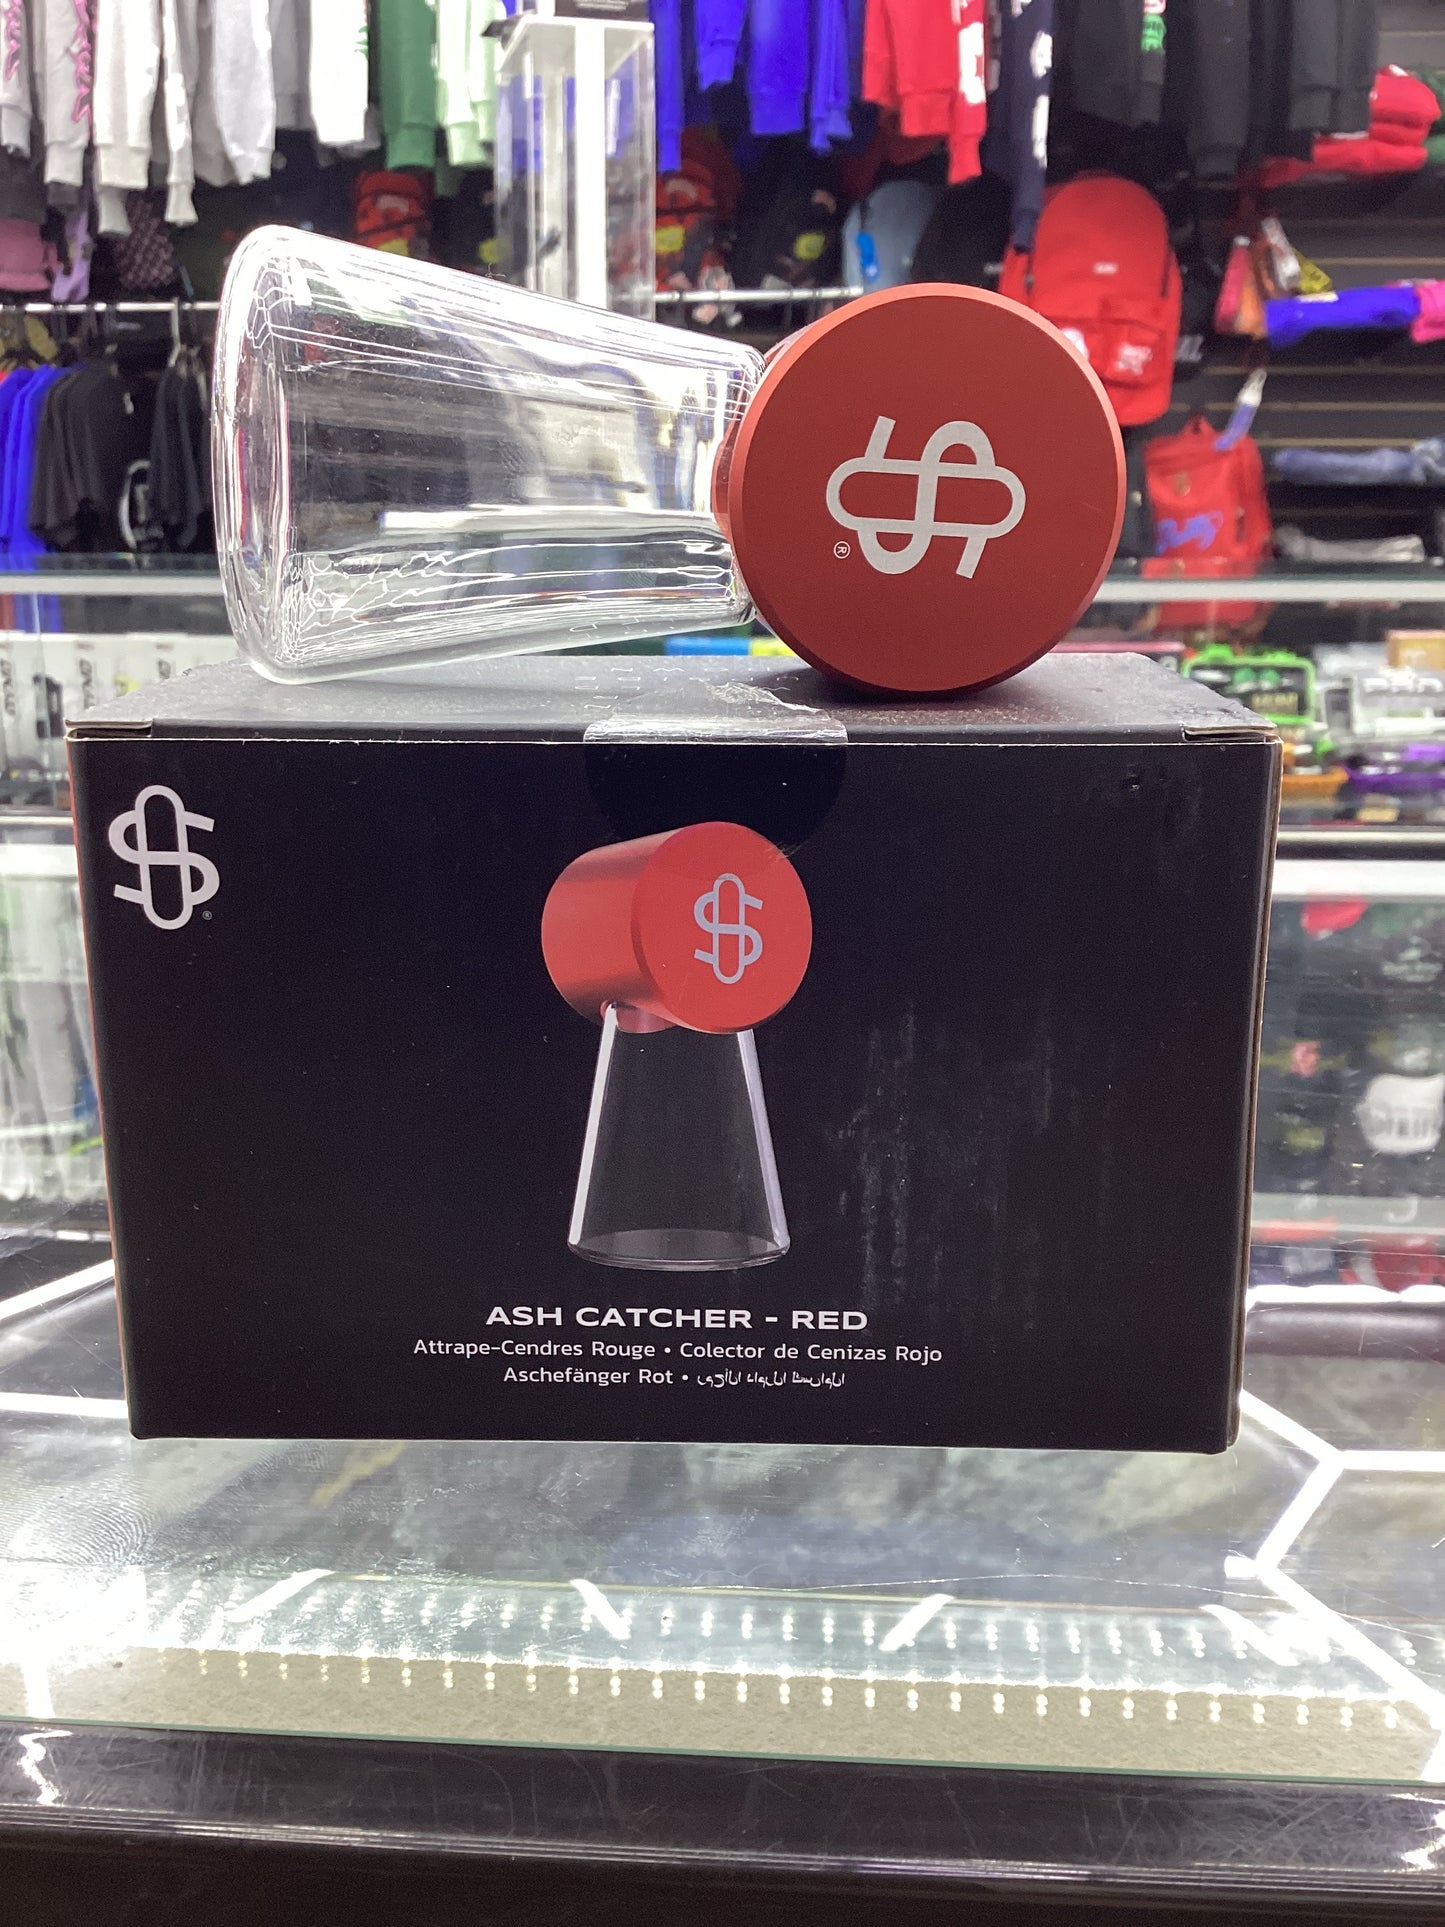 ASH CATCHER - RED
Attrape-Cendres Rouge • Colector de Cenizas Rojo
Aschefänger Rot •